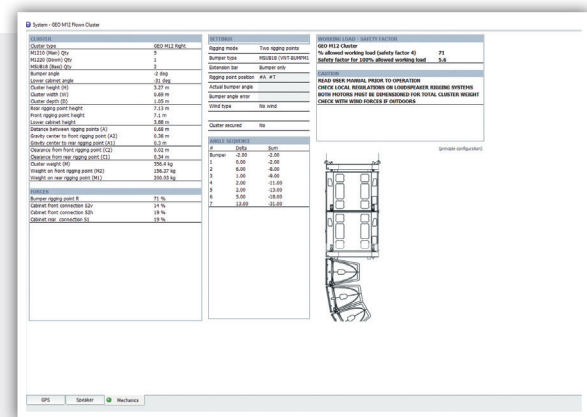 System - GEO M12 Flown Cluster
CLUSTER
Cluster type GEO M12 Right
M1210 (Main) Qty 5
M1220 (Down) Qty 1
MSUB18 (Bass) Qty 2
Bumper angle -2 deg
Lower cabinet angle -31 deg
Cluster height (H) 3.27 m
Cluster width (W) 0.69 m
Cluster depth (D) 1.05 m
Rear rigging point height 7.13 m
Front rigging point height 7.1 m
Lower cabinet height 3.88 m
Distance between rigging points (A) 0.68 m
Gravity center to front rigging point (A2) 0.38 m
Gravity center to rear rigging point (A1) 0.3 m
Clearance from front rigging point (C2) 0.02 m
Clearance from rear rigging point (C1) 0.34 m
Cluster weight (M) 356.4 kg
Weight on front rigging point (M2) 156.37 kg
Weight on rear rigging point (M1) 200.03 kg
FORCES
Bumper rigging point R 71 %
Cabinet front connection S2v 14 %
Cabinet front connection S2h 19 %
Cabinet rear connection S1 19 %
SETTINGS
Rigging mode Two rigging points
Bumper type MSUB18 (VNT-BUMPM1
Extension bar Bumper only
Rigging point position #A #T
Actual bumper angle
Bumper angle error
Wind type No wind
Cluster secured No
ANGLE SEQUENCE
# Delta Sum
Bumper -2.00 -2.00
1 0.00 -2.00
2 6.00 -8.00
3 1.00 -9.00
4 2.00 -11.00
5 2.00 -13.00
6 5.00 -18.00
7 13.00 -31.00
WORKING LOAD - SAFETY FACTOR
GEO M12 Cluster
% allowed working load (safety factor 4) 71
Safety factor for 100% allowed working load 5.6
CAUTION
READ USER MANUAL PRIOR TO OPERATION
CHECK LOCAL REGULATIONS ON LOUDSPEAKER RIGGING SYSTEMS
BOTH MOTORS MUST BE DIMENSIONED FOR TOTAL CLUSTER WEIGHT
CHECK WITH WIND FORCES IF OUTDOORS
(principle configuration)
GPS Speaker Mechanics